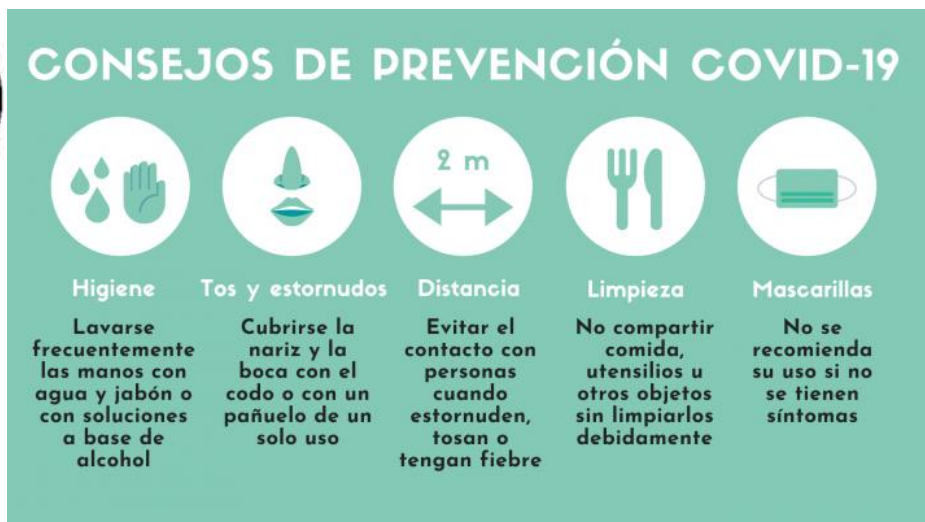 CONSEJOS DE PREVENCIÓN COVID-19
2 m
Higiene
Lavarse
frecuentemente
las manos con
agua y jabón o
con soluciones
a base de
alcohol
Tos y estornudos
Cubrirse la
nariz y la
boca con el
codo o con un
pañuelo de un
solo uso
Distancia
Evitar el
contacto con
personas
cuando
estornuden,
tosan o
tengan fiebre
Limpieza
No compartir
comida,
utensilios u
otros objetos
sin limpiarlos
debidamente
Mascarillas
No se
recomienda
su uso si no
se tienen
síntomas